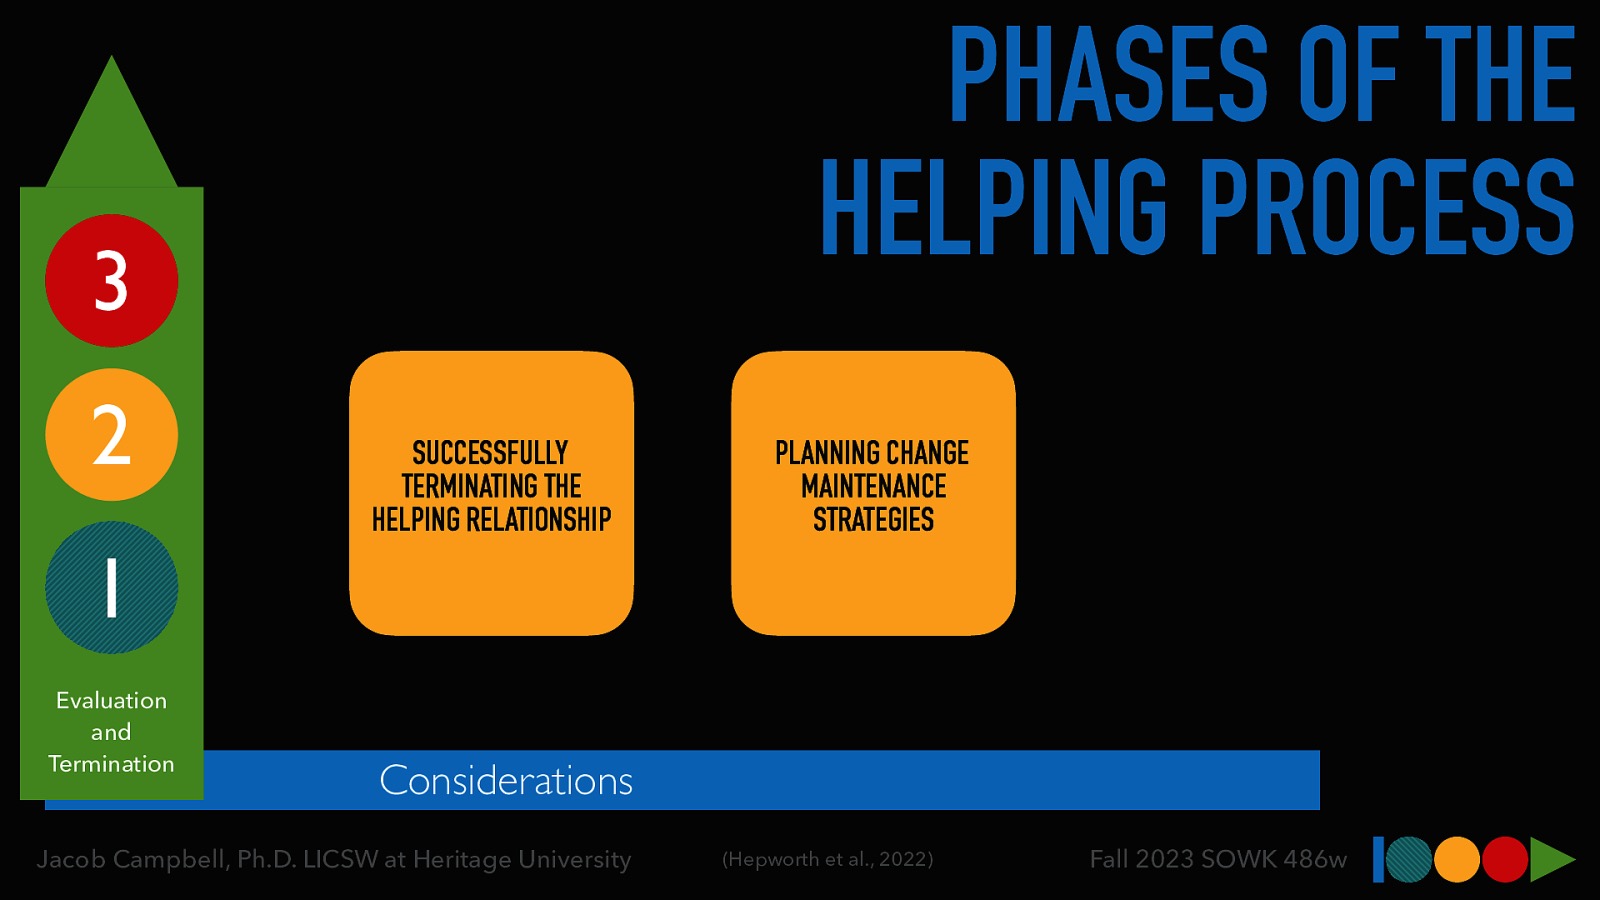 PHASES OF THE
HELPING PROCESS
3
2
1
Evaluation
and
Termination
SUCCESSFULLY
TERMINATING THE
HELPING RELATIONSHIP
PLANNING CHANGE
MAINTENANCE
STRATEGIES
Considerations
Jacob Campbell, Ph.D. LICSW at Heritage University
(Hepworth et al., 2022)
Fall 2023 SOWK 486w